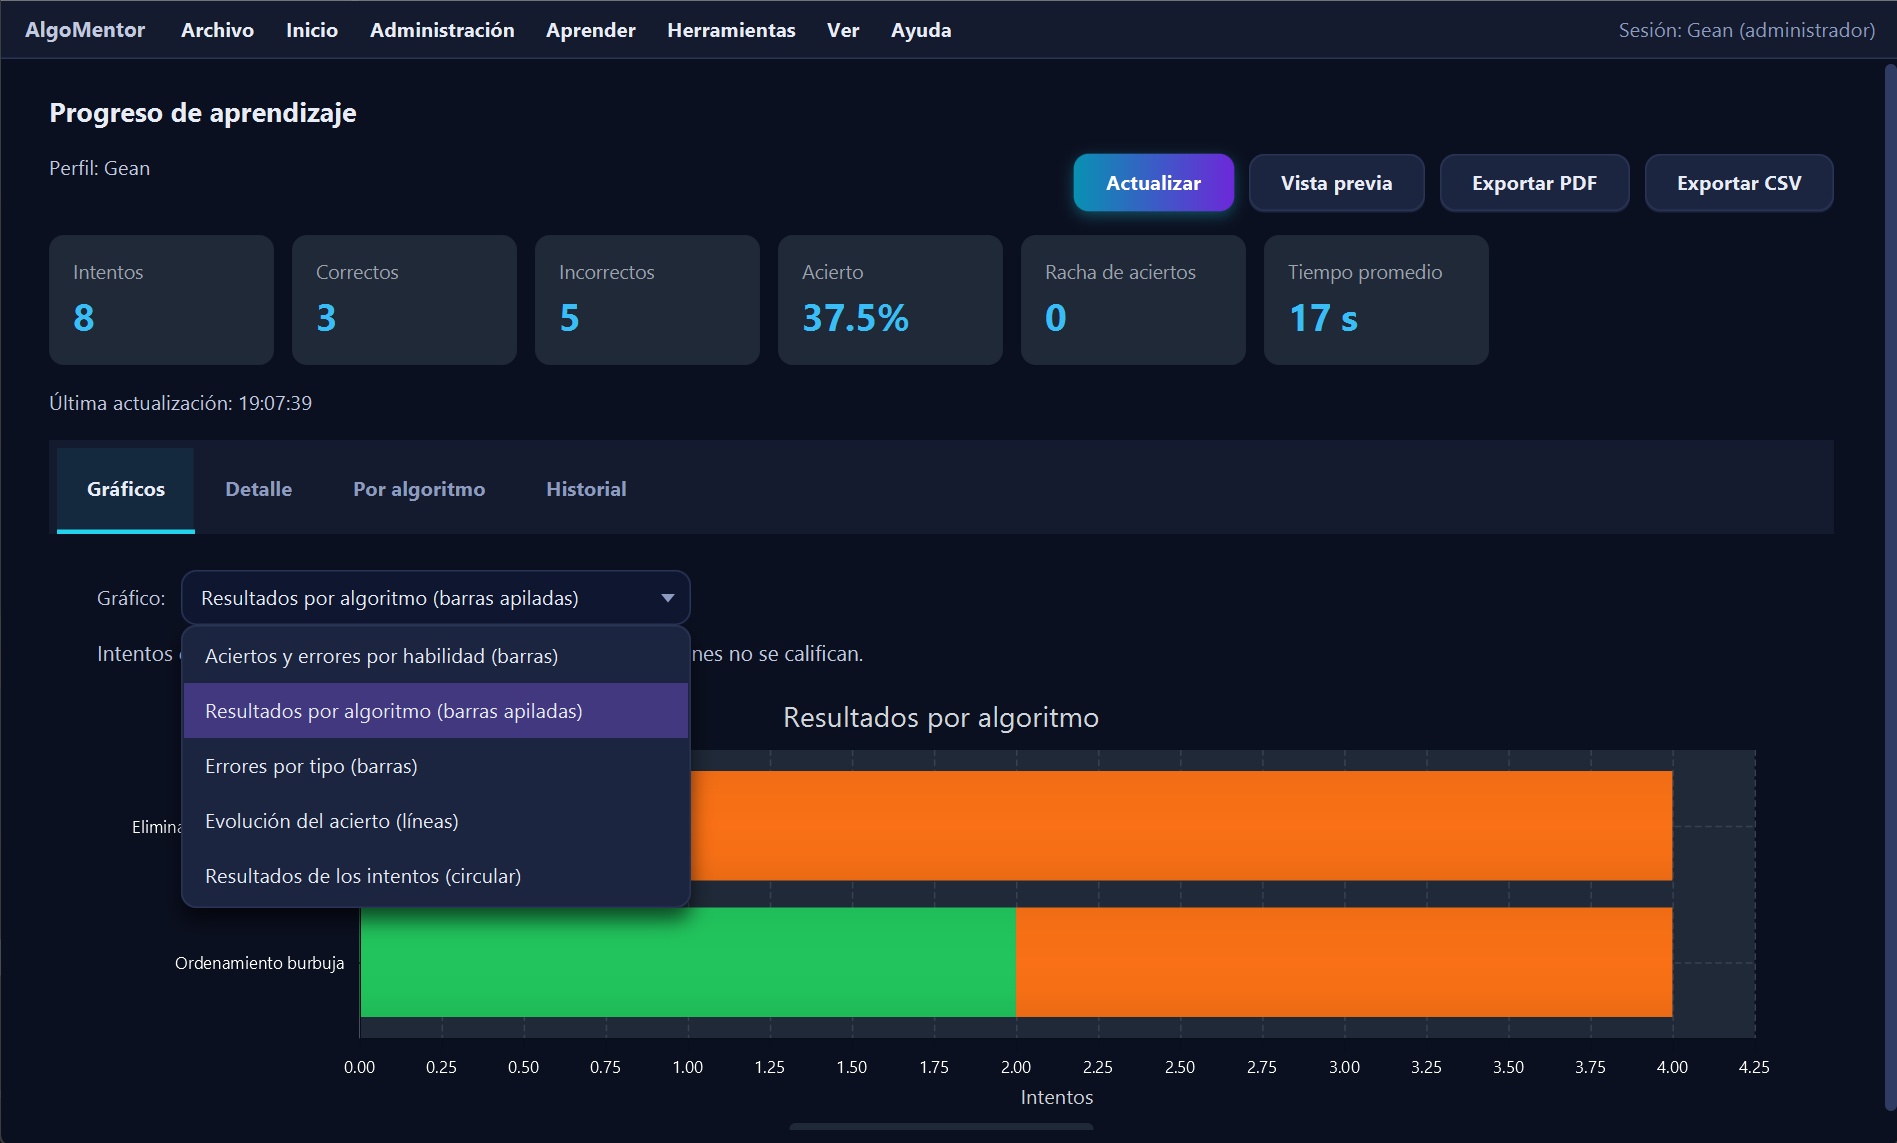 AlgoMentor Archivo Inicio Administración Aprender Herramientas Ver Ayuda Sesión: Gean (administrador)
Progreso de aprendizaje
Perfil: Gean
Actualizar Vista previa Exportar PDF Exportar CSV
Intentos Correctos Incorrectos Acierto Racha de aciertos Tiempo promedio
8 3 5 37.5% 0 17 s
Última actualización: 19:07:39
Gráficos Detalle Por algoritmo Historial
Gráfico: Resultados por algoritmo (barras apiladas)
Intentos
no se califican.
Aciertos y errores por habilidad (barras)
Resultados por algoritmo (barras apiladas)
Errores por tipo (barras)
Evolución del acierto (líneas)
Resultados de los intentos (circular)
Resultados por algoritmo
Ordenamiento burbuja
0.00 0.25 0.50 0.75 1.00 1.25 1.50 1.75 2.00 2.25 2.50 2.75 3.00 3.25 3.50 3.75 4.00 4.25
Intentos